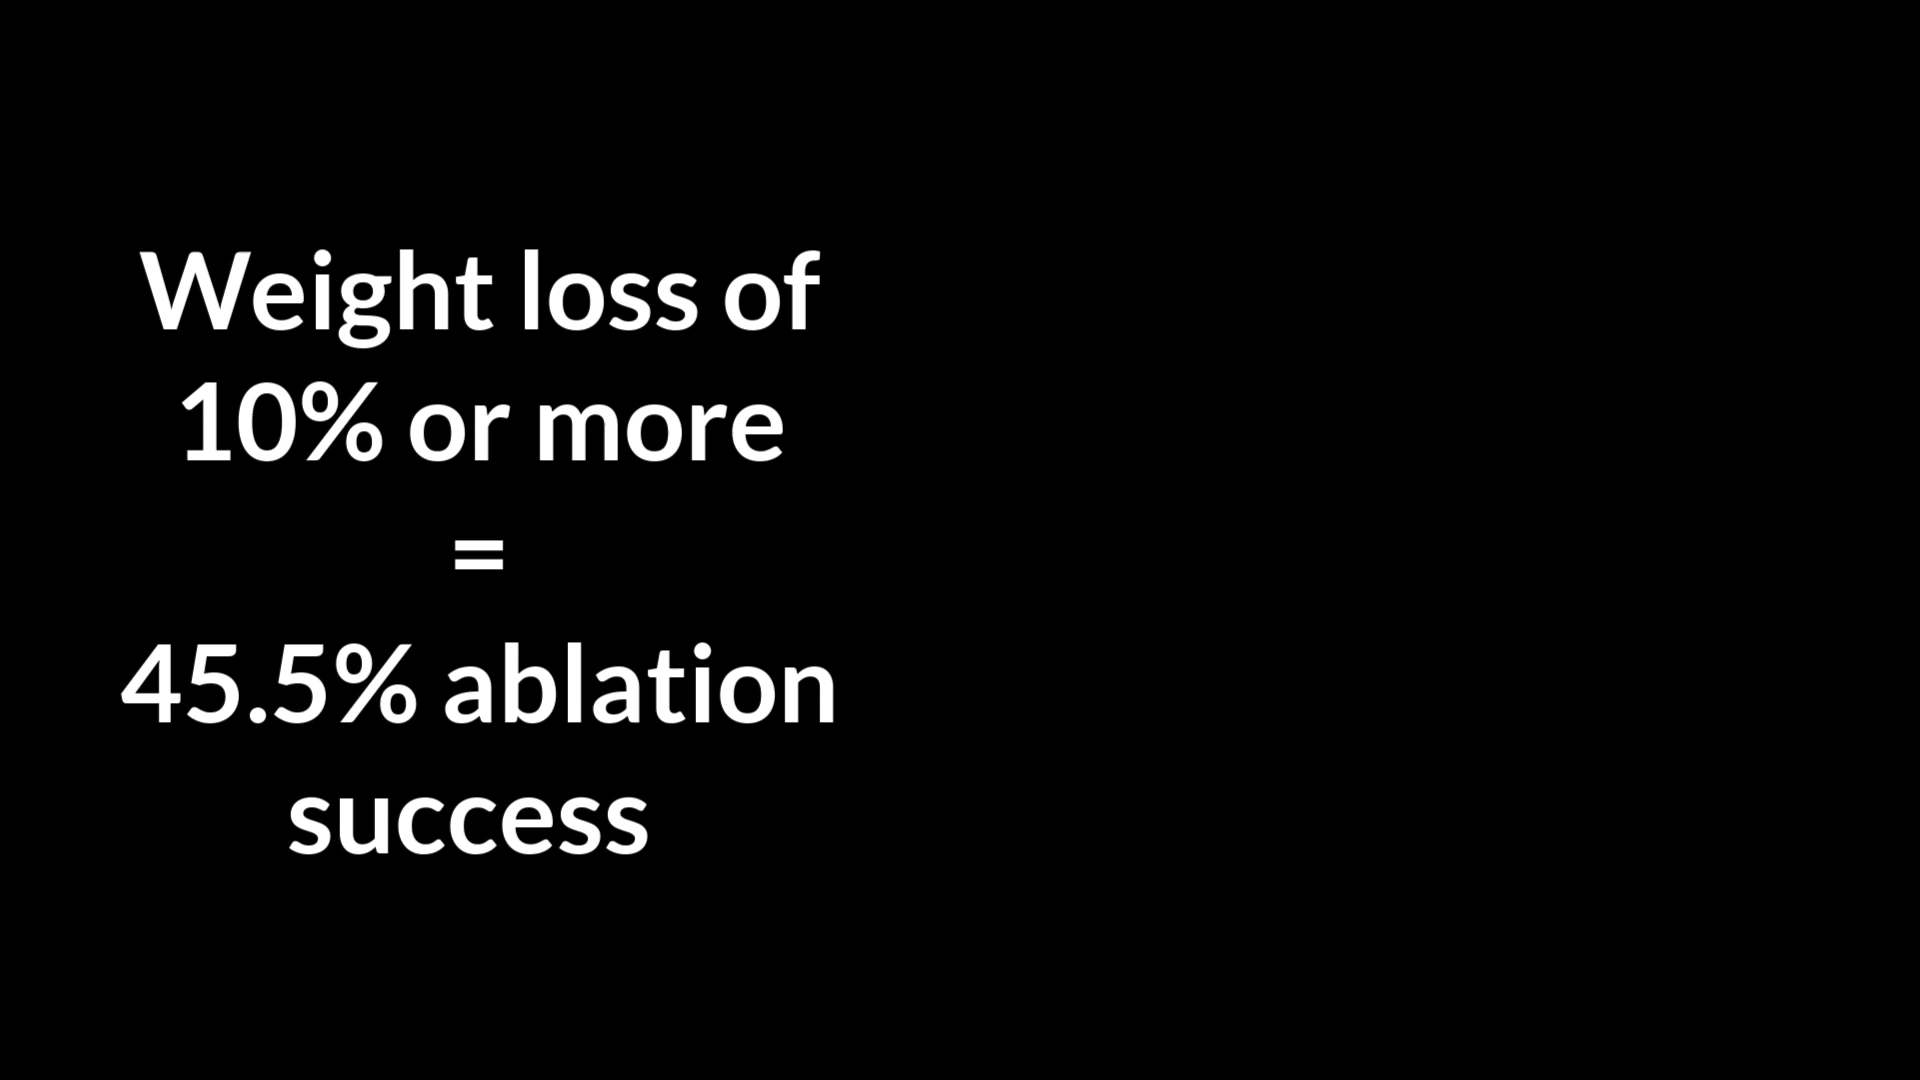 Weight loss of
10% or more
=
45.5% ablation
success